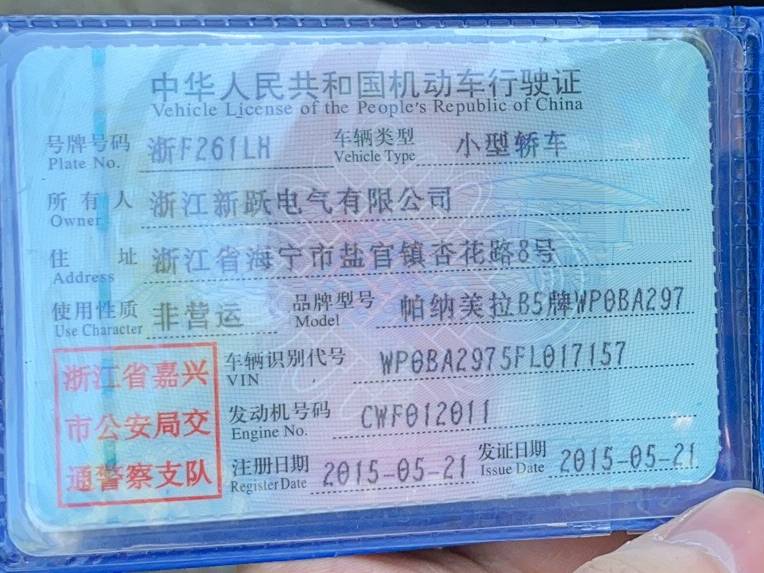 中华人民共和国机动车行驶证
Vehicle License of the People's Republic of China
号牌号码 浙F261LH 车辆类型 小型轿车
Plate No. Vehicle Type
所有人 浙江新跃电气有限公司
Owner
住址 浙江省海宁市盐官镇杏花路8号
Address
使用性质 非营运 品牌型号 帕纳美拉B5牌WP0BA297
Use Character Model
浙江省嘉兴
市公安局交
通警察支队
车辆识别代号 WP0BA2975FL017157
VIN
发动机号码 CWF012011
Engine No.
注册日期 2015-05-21 发证日期 2015-05-21
Register Date Issue Date